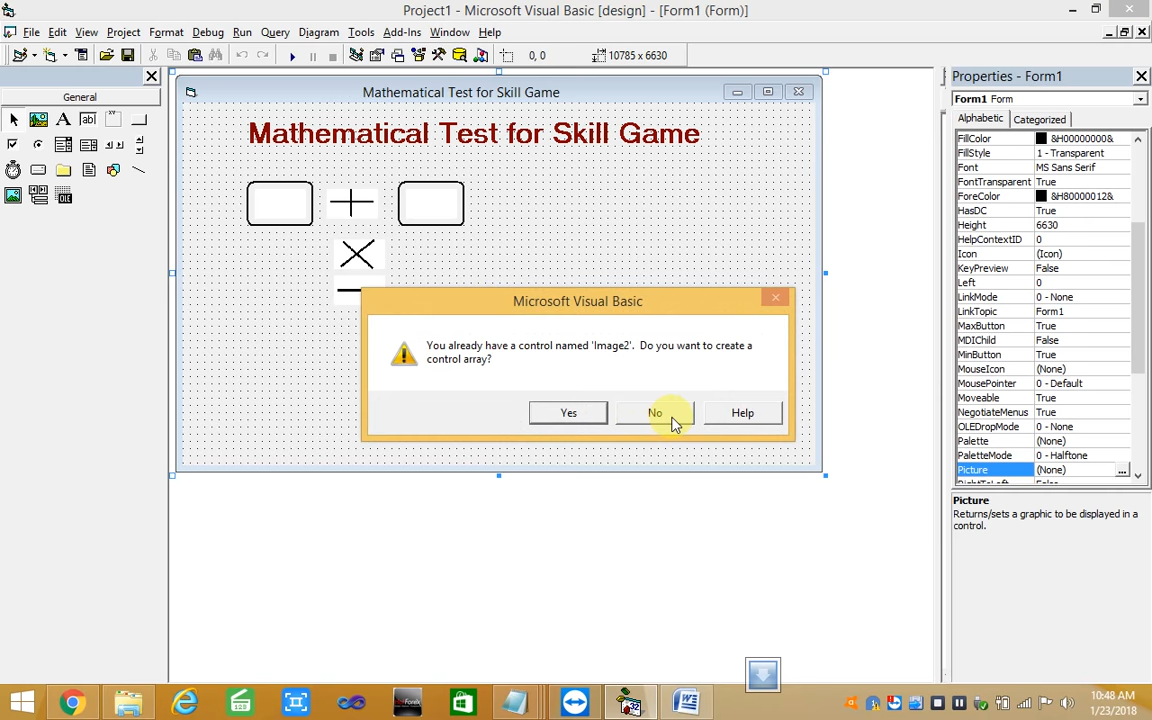 Project1 - Microsoft Visual Basic [design] - [Form1 (Form)]
File Edit View Project Format Debug Run Query Diagram Tools Add-Ins Window Help
0, 0 10785 x 6630
General
Mathematical Test for Skill Game
Mathematical Test for Skill Game
Microsoft Visual Basic
You already have a control named 'Image2'. Do you want to create a
control array?
Yes No Help
Properties - Form1
Form1 Form
Alphabetic Categorized
FillColor &H00000000&
FillStyle 1 - Transparent
Font MS Sans Serif
FontTransparent True
ForeColor &H80000012&
HasDC True
Height 6630
HelpContextID 0
Icon (Icon)
KeyPreview False
Left 0
LinkMode 0 - None
LinkTopic Form1
MaxButton True
MDIChild False
MinButton True
MouseIcon (None)
MousePointer 0 - Default
Moveable True
NegotiateMenus True
OLEDropMode 0 - None
Palette (None)
PaletteMode 0 - Halftone
Picture (None) ...
Picture
Returns/sets a graphic to be displayed in a
control.
10:48 AM
1/23/2018